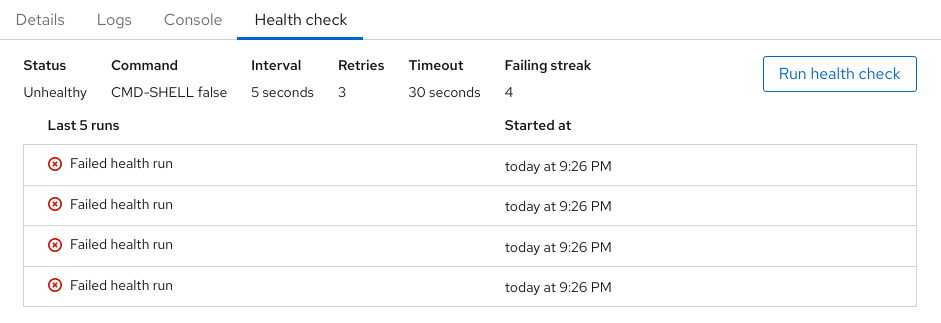 Details Logs Console Health check
Status Command Interval Retries Timeout Failing streak
Unhealthy CMD-SHELL false 5 seconds 3 30 seconds 4
Run health check
Last 5 runs Started at
Failed health run today at 9:26 PM
Failed health run today at 9:26 PM
Failed health run today at 9:26 PM
Failed health run today at 9:26 PM